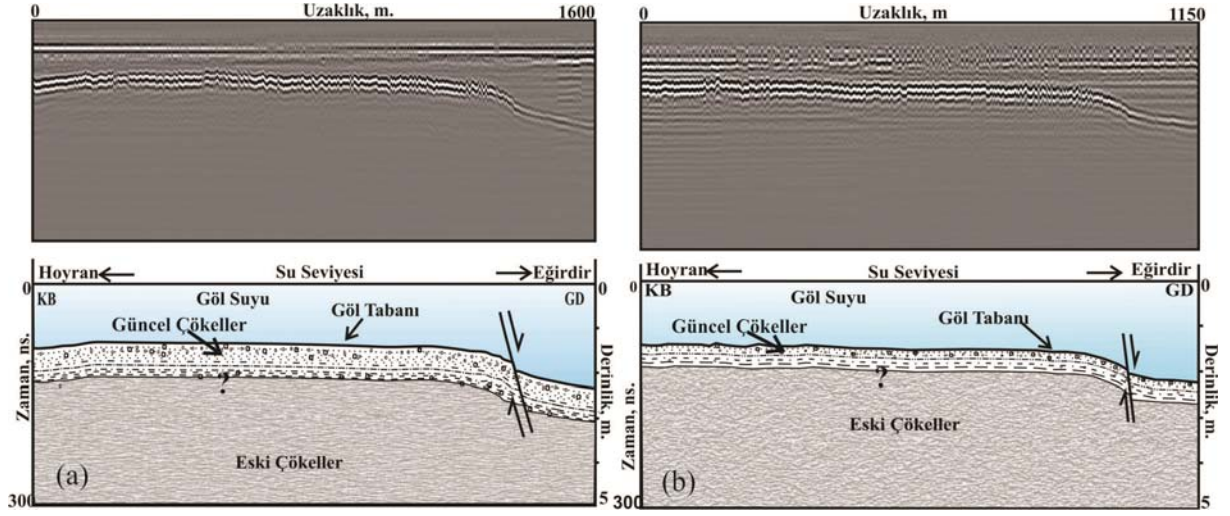 0 Uzaklık, m. 1600
Hoyran Su Seviyesi Eğirdir
0 0
KB Göl Suyu GD
Güncel Çökeller Göl Tabanı
?
Zaman, ns. Derinlik, m.
Eski Çökeller
(a)
300 5
0 Uzaklık, m 1150
Hoyran Su Seviyesi Eğirdir
0 0
KB Göl Suyu GD
Güncel Çökeller Göl Tabanı
?
Zaman, ns. Derinlik, m.
Eski Çökeller
(b)
300 5